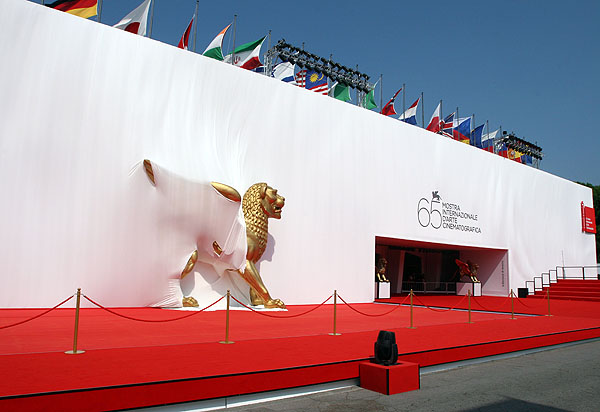 65
MOSTRA
INTERNAZIONALE
D'ARTE
CINEMATOGRAFICA